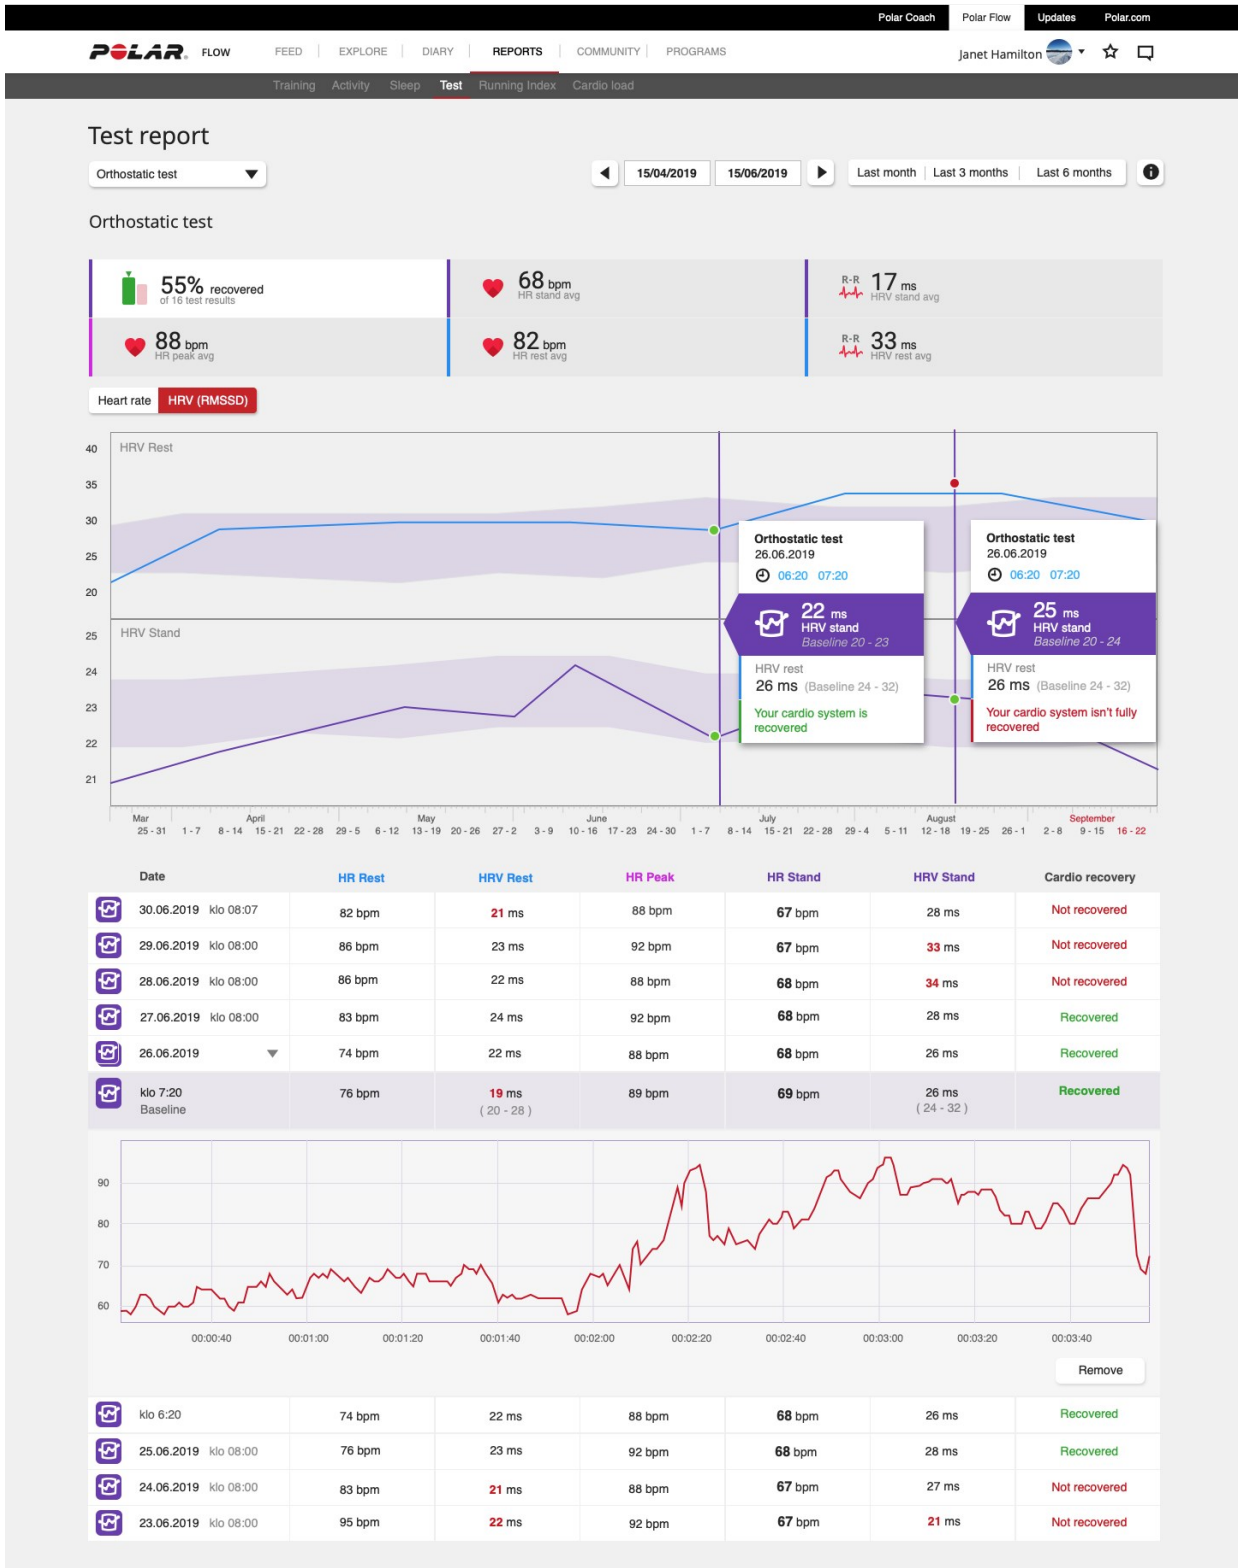 Polar Coach Polar Flow Updates Polar.com
POLAR. FLOW FEED EXPLORE DIARY REPORTS COMMUNITY PROGRAMS Janet Hamilton
Training Activity Sleep Test Running Index Cardio load
Test report
Orthostatic test 15/04/2019 15/06/2019 Last month Last 3 months Last 6 months
Orthostatic test
55% recovered
of 16 test results
68 bpm
HR stand avg
R-R 17 ms
HRV stand avg
88 bpm
HR peak avg
82 bpm
HR rest avg
R-R 33 ms
HRV rest avg
Heart rate HRV (RMSSD)
HRV Rest
40
35
30
25
20
HRV Stand
25
24
23
22
21
Orthostatic test
26.06.2019
06:20 07:20
22 ms
HRV stand
Baseline 20 - 23
HRV rest
26 ms (Baseline 24 - 32)
Your cardio system is
recovered
Orthostatic test
26.06.2019
06:20 07:20
25 ms
HRV stand
Baseline 20 - 24
HRV rest
26 ms (Baseline 24 - 32)
Your cardio system isn't fully
recovered
Mar April May June July August September
25 - 31 1 - 7 8 - 14 15 - 21 22 - 28 29 - 5 6 - 12 13 - 19 20 - 26 27 - 2 3 - 9 10 - 16 17 - 23 24 - 30 1 - 7 8 - 14 15 - 21 22 - 28 29 - 4 5 - 11 12 - 18 19 - 25 26 - 1 2 - 8 9 - 15 16 - 22
Date HR Rest HRV Rest HR Peak HR Stand HRV Stand Cardio recovery
30.06.2019 klo 08:07 82 bpm 21 ms 88 bpm 67 bpm 28 ms Not recovered
29.06.2019 klo 08:00 86 bpm 23 ms 92 bpm 67 bpm 33 ms Not recovered
28.06.2019 klo 08:00 86 bpm 22 ms 88 bpm 68 bpm 34 ms Not recovered
27.06.2019 klo 08:00 83 bpm 24 ms 92 bpm 68 bpm 28 ms Recovered
26.06.2019 74 bpm 22 ms 88 bpm 68 bpm 26 ms Recovered
klo 7:20 76 bpm 19 ms 89 bpm 69 bpm 26 ms Recovered
Baseline ( 20 - 28 ) ( 24 - 32 )
90
80
70
60
00:00:40 00:01:00 00:01:20 00:01:40 00:02:00 00:02:20 00:02:40 00:03:00 00:03:20 00:03:40
Remove
klo 6:20 74 bpm 22 ms 88 bpm 68 bpm 26 ms Recovered
25.06.2019 klo 08:00 76 bpm 23 ms 92 bpm 68 bpm 28 ms Recovered
24.06.2019 klo 08:00 83 bpm 21 ms 88 bpm 67 bpm 27 ms Not recovered
23.06.2019 klo 08:00 95 bpm 22 ms 92 bpm 67 bpm 21 ms Not recovered